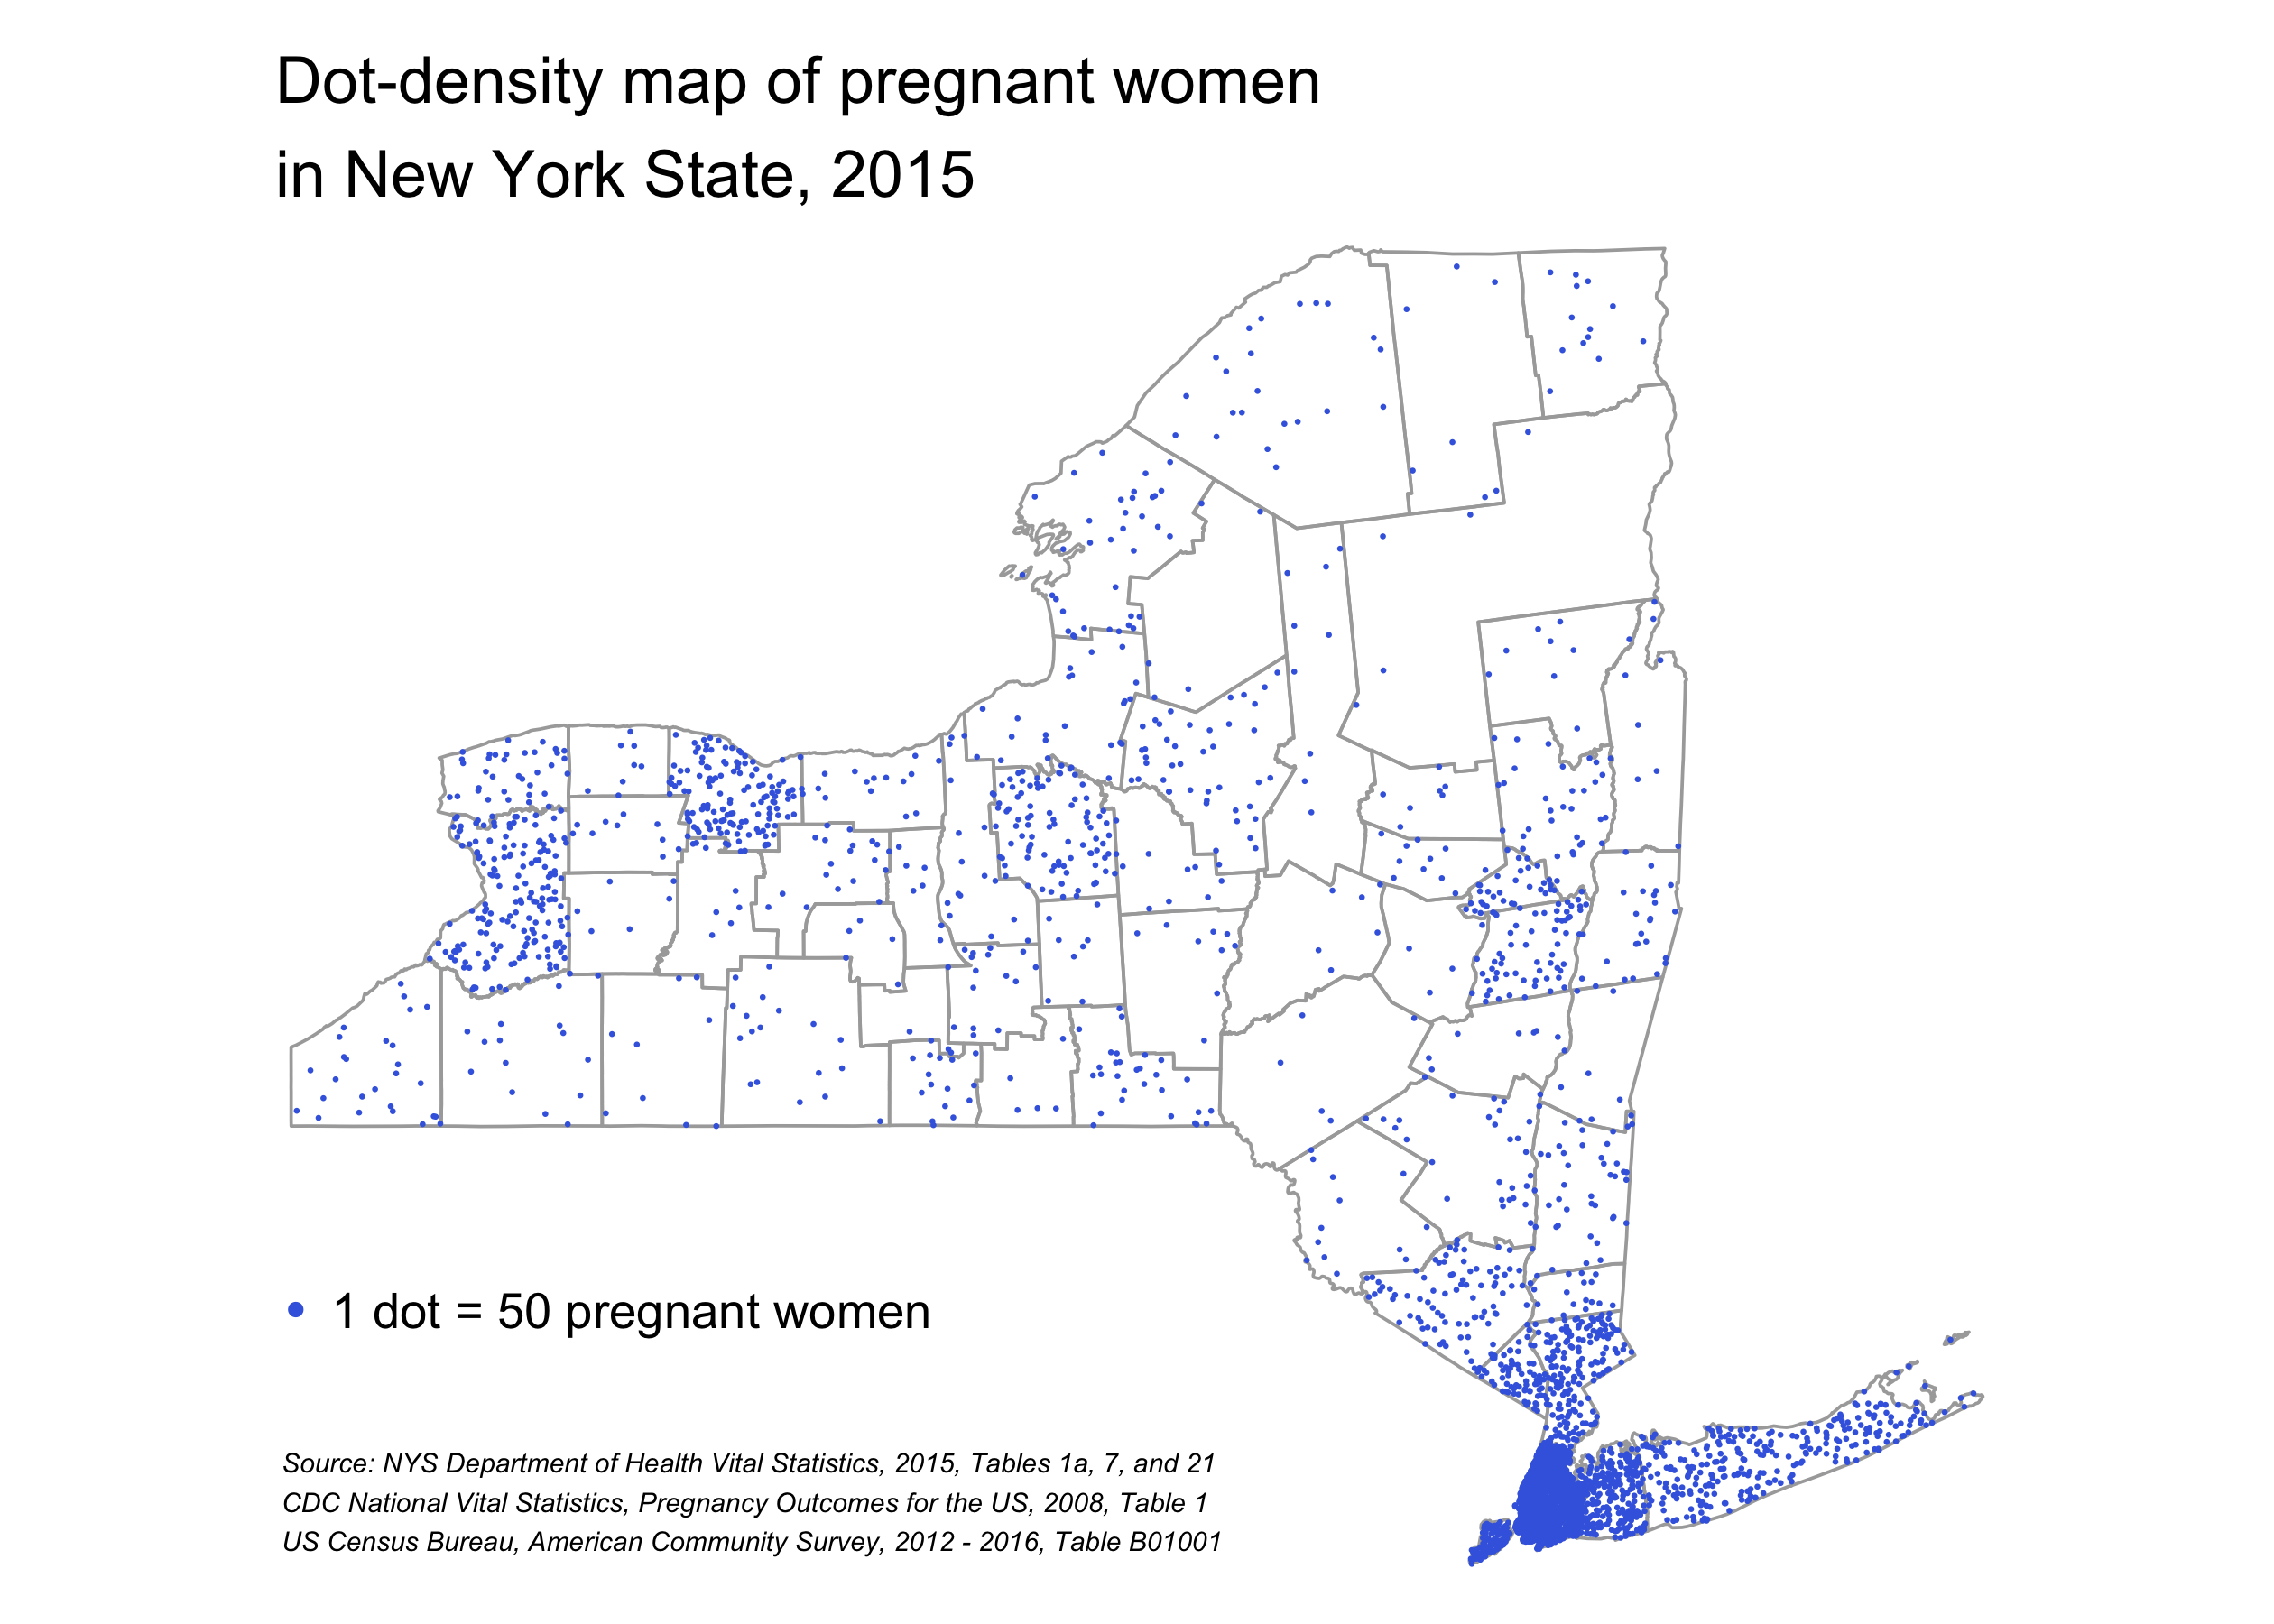 Dot-density map of pregnant women
in New York State, 2015
1 dot = 50 pregnant women
Source: NYS Department of Health Vital Statistics, 2015, Tables 1a, 7, and 21
CDC National Vital Statistics, Pregnancy Outcomes for the US, 2008, Table 1
US Census Bureau, American Community Survey, 2012 - 2016, Table B01001